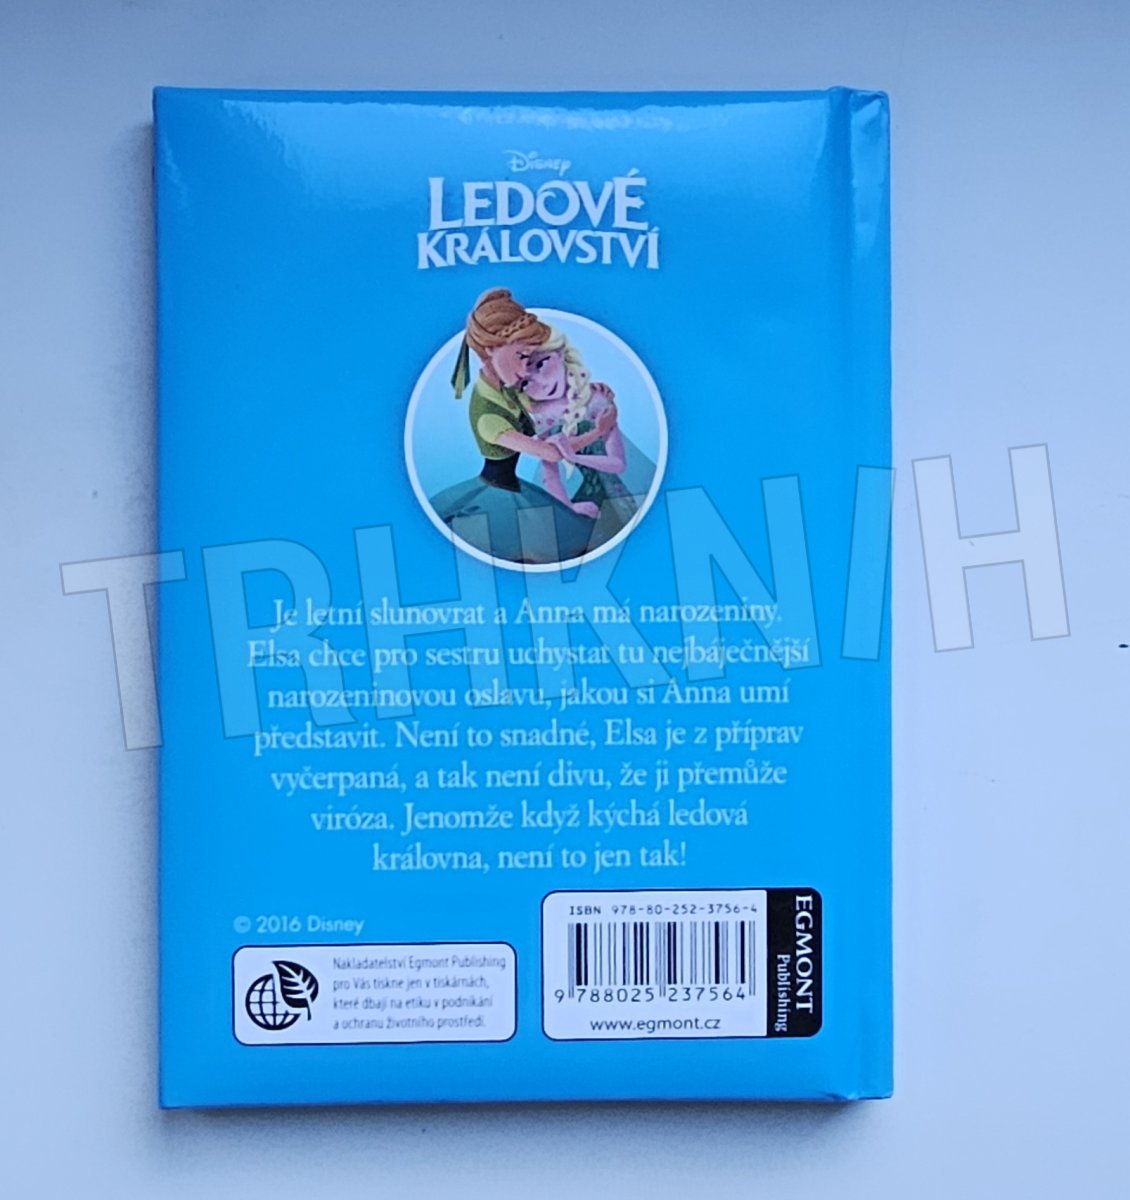 Disney
LEDOVÉ
KRÁLOVSTVÍ
TRHKNIH
Je letní slunovrat a Anna má narozeniny.
Elsa chce pro sestru uchystat tu nejbáječnější
narozeninovou oslavu, jakou si Anna umí
představit. Není to snadné, Elsa je z příprav
vyčerpaná, a tak není divu, že ji přemůže
viróza. Jenomže když kýchá ledová
královna, není to jen tak!
© 2016 Disney
Nakladatelství Egmont Publishing
pro Vás tiskne jen v tiskárnách,
které dbají na etiku v podnikání
a ochranu životního prostředí.
ISBN 978-80-252-3756-4
9 788025 237564
www.egmont.cz
EGMONT
Publishing